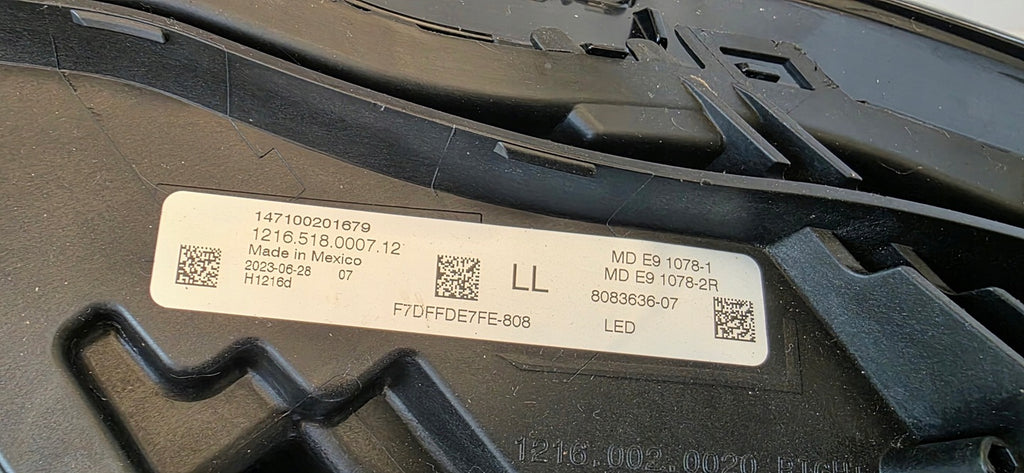 147100201679
1216.518.0007.12
Made in Mexico
2023-06-28 07
H1216d
F7DFFDE7FE-808
LL
MD E9 1078-1
MD E9 1078-2R
8083636-07
LED
1216.002.0020 RIGHT